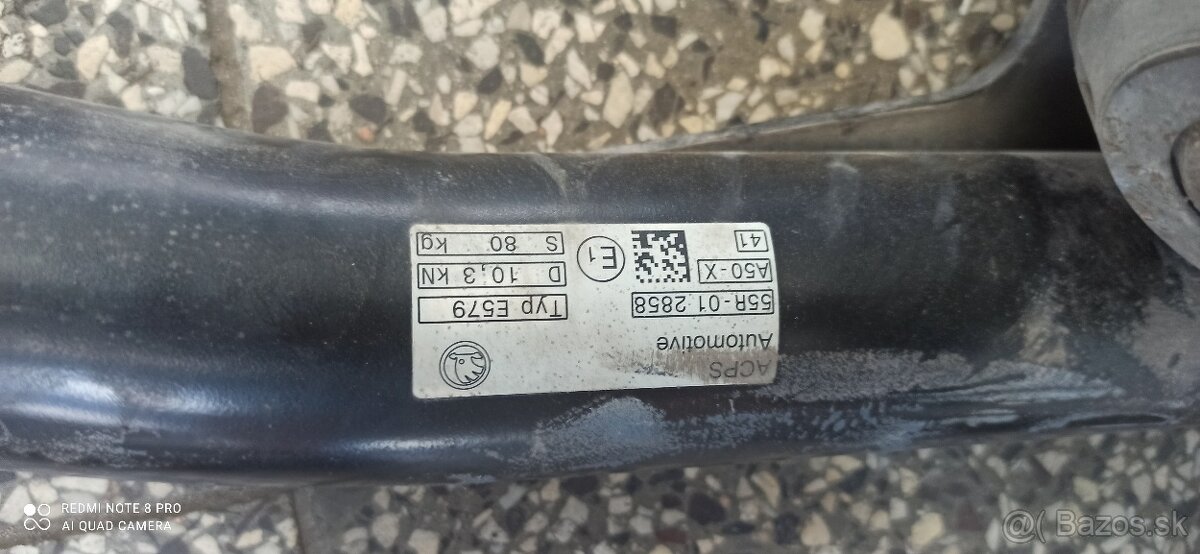 ACPS
Automotive
55R-01 2858
Typ E579
A50-X
D 10,3 kN
41
E1
S 80 kg
REDMI NOTE 8 PRO
AI QUAD CAMERA
@( Bazos.sk